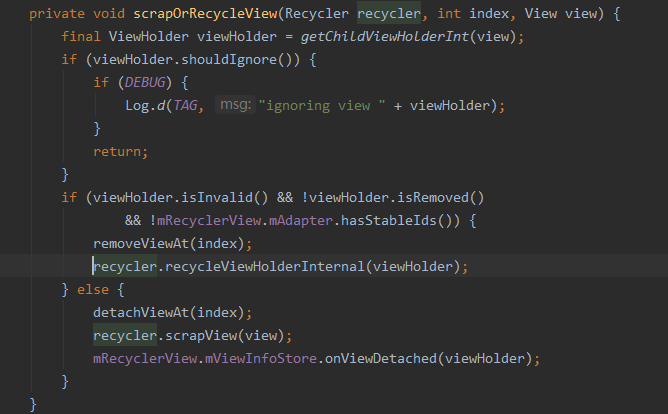 private void scrapOrRecycleView(Recycler recycler, int index, View view) {
    final ViewHolder viewHolder = getChildViewHolderInt(view);
    if (viewHolder.shouldIgnore()) {
        if (DEBUG) {
            Log.d(TAG, msg: "ignoring view " + viewHolder);
        }
        return;
    }
    if (viewHolder.isInvalid() && !viewHolder.isRemoved()
            && !mRecyclerView.mAdapter.hasStableIds()) {
        removeViewAt(index);
        recycler.recycleViewHolderInternal(viewHolder);
    } else {
        detachViewAt(index);
        recycler.scrapView(view);
        mRecyclerView.mViewInfoStore.onViewDetached(viewHolder);
    }
}